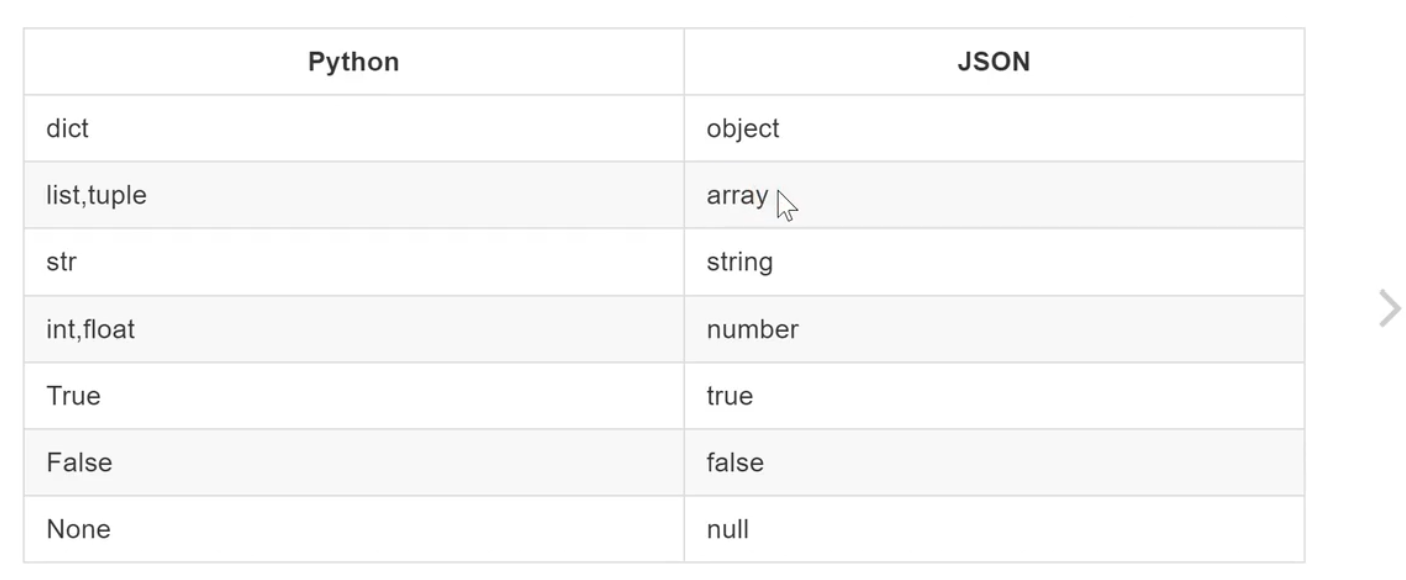 Python JSON
dict object
list,tuple array
str string
int,float number
True true
False false
None null